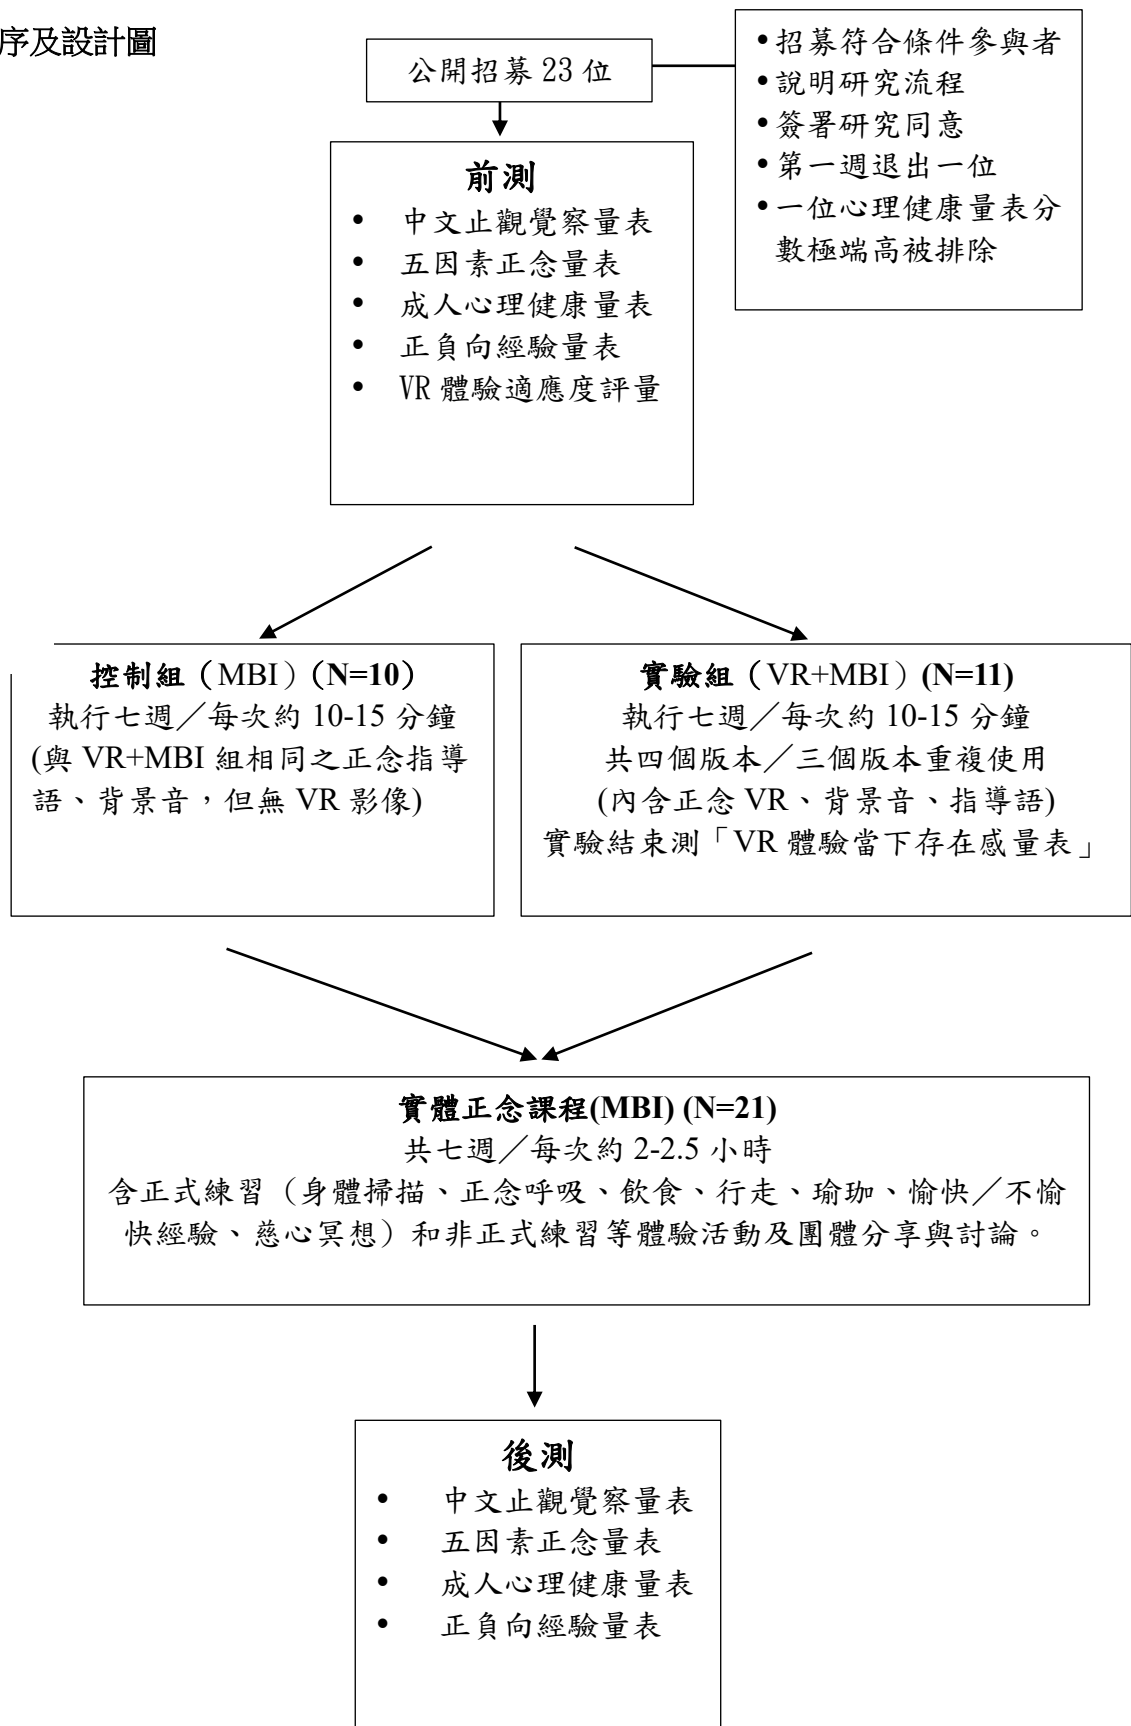 序及設計圖
公開招募 23 位
•招募符合條件參與者
•說明研究流程
•簽署研究同意
•第一週退出一位
•一位心理健康量表分
數極端高被排除
前測
• 中文止觀覺察量表
• 五因素正念量表
• 成人心理健康量表
• 正負向經驗量表
• VR 體驗適應度評量
控制組（MBI）(N=10)
執行七週／每次約 10-15 分鐘
(與 VR+MBI 組相同之正念指導
語、背景音，但無 VR 影像)
實驗組（VR+MBI）(N=11)
執行七週／每次約 10-15 分鐘
共四個版本／三個版本重複使用
(內含正念 VR、背景音、指導語)
實驗結束測「VR 體驗當下存在感量表」
實體正念課程(MBI) (N=21)
共七週／每次約 2-2.5 小時
含正式練習（身體掃描、正念呼吸、飲食、行走、瑜珈、愉快／不愉
快經驗、慈心冥想）和非正式練習等體驗活動及團體分享與討論。
後測
• 中文止觀覺察量表
• 五因素正念量表
• 成人心理健康量表
• 正負向經驗量表